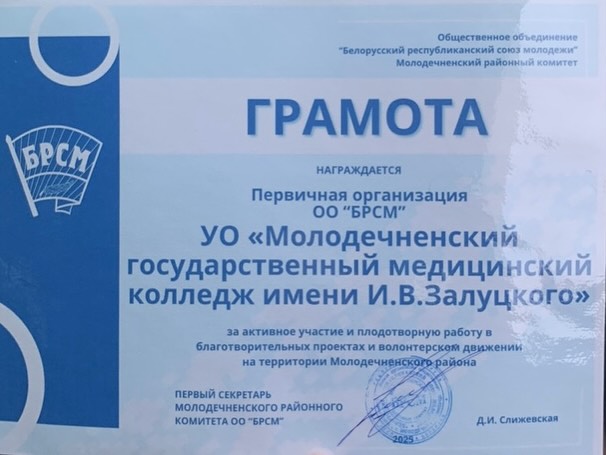 Общественное объединение
“Белорусский республиканский союз молодежи”
Молодечненский районный комитет
ГРАМОТА
БРСМ
НАГРАЖДАЕТСЯ
Первичная организация
ОО “БРСМ”
УО «Молодечненский
государственный медицинский
колледж имени И.В.Залуцкого»
за активное участие и плодотворную работу в
благотворительных проектах и волонтерском движении
на территории Молодечненского района
ПЕРВЫЙ СЕКРЕТАРЬ
МОЛОДЕЧНЕНСКОГО РАЙОННОГО
КОМИТЕТА ОО “БРСМ”
Д.И. Слижевская
2025